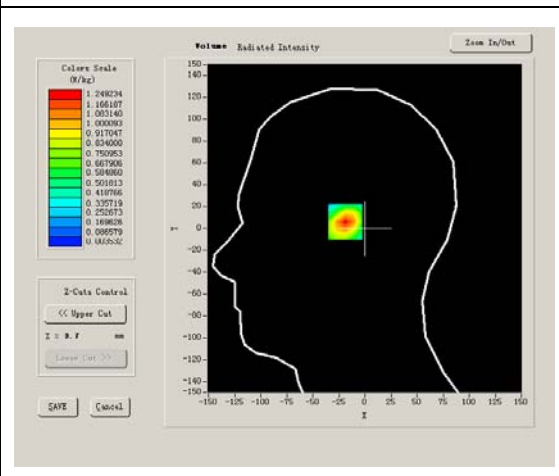 Volume Radiated Intensity
Zoom In/Out
Colors Scale
(W/kg)
1.249234
1.166187
1.083140
1.000093
0.917047
0.834000
0.750953
0.667906
0.584860
0.501813
0.418766
0.335719
0.252673
0.169626
0.086579
0.003532
150
140
120
100
80
60
40
20
0
-20
-40
-60
-80
-100
-120
-140
-150
Y
-150 -125 -100 -75 -50 -25 0 25 50 75 100 125 150
X
Z-Cuts Control
<< Upper Cut
mm
Lower Cut >>
SAVE
Cancel